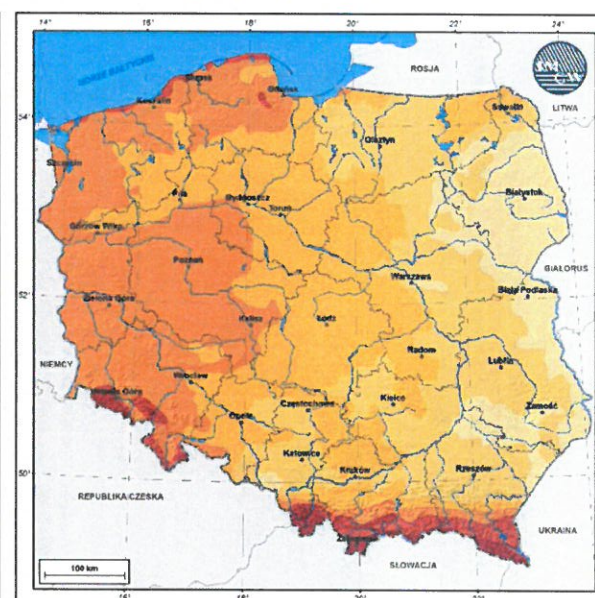 14° 16° 18° 20° 22°
ROSJA
LITWA
Słupsk
Gdańsk
Koszalin
Suwałki
54°
Olsztyn
Szczecin
Piła
Białystok
Bydgoszcz
Toruń
Gorzów Wlkp.
BIAŁORUŚ
Poznań
Warszawa
52°
Biała Podlaska
Zielona Góra
Kalisz
Łódź
NIEMCY
Radom
Lublin
Wrocław
Jelenia Góra
Częstochowa
Kielce
Zamość
Opole
Katowice
Kraków
Rzeszów
50°
REPUBLIKA CZESKA
UKRAINA
Zakopane
SŁOWACJA
100 km